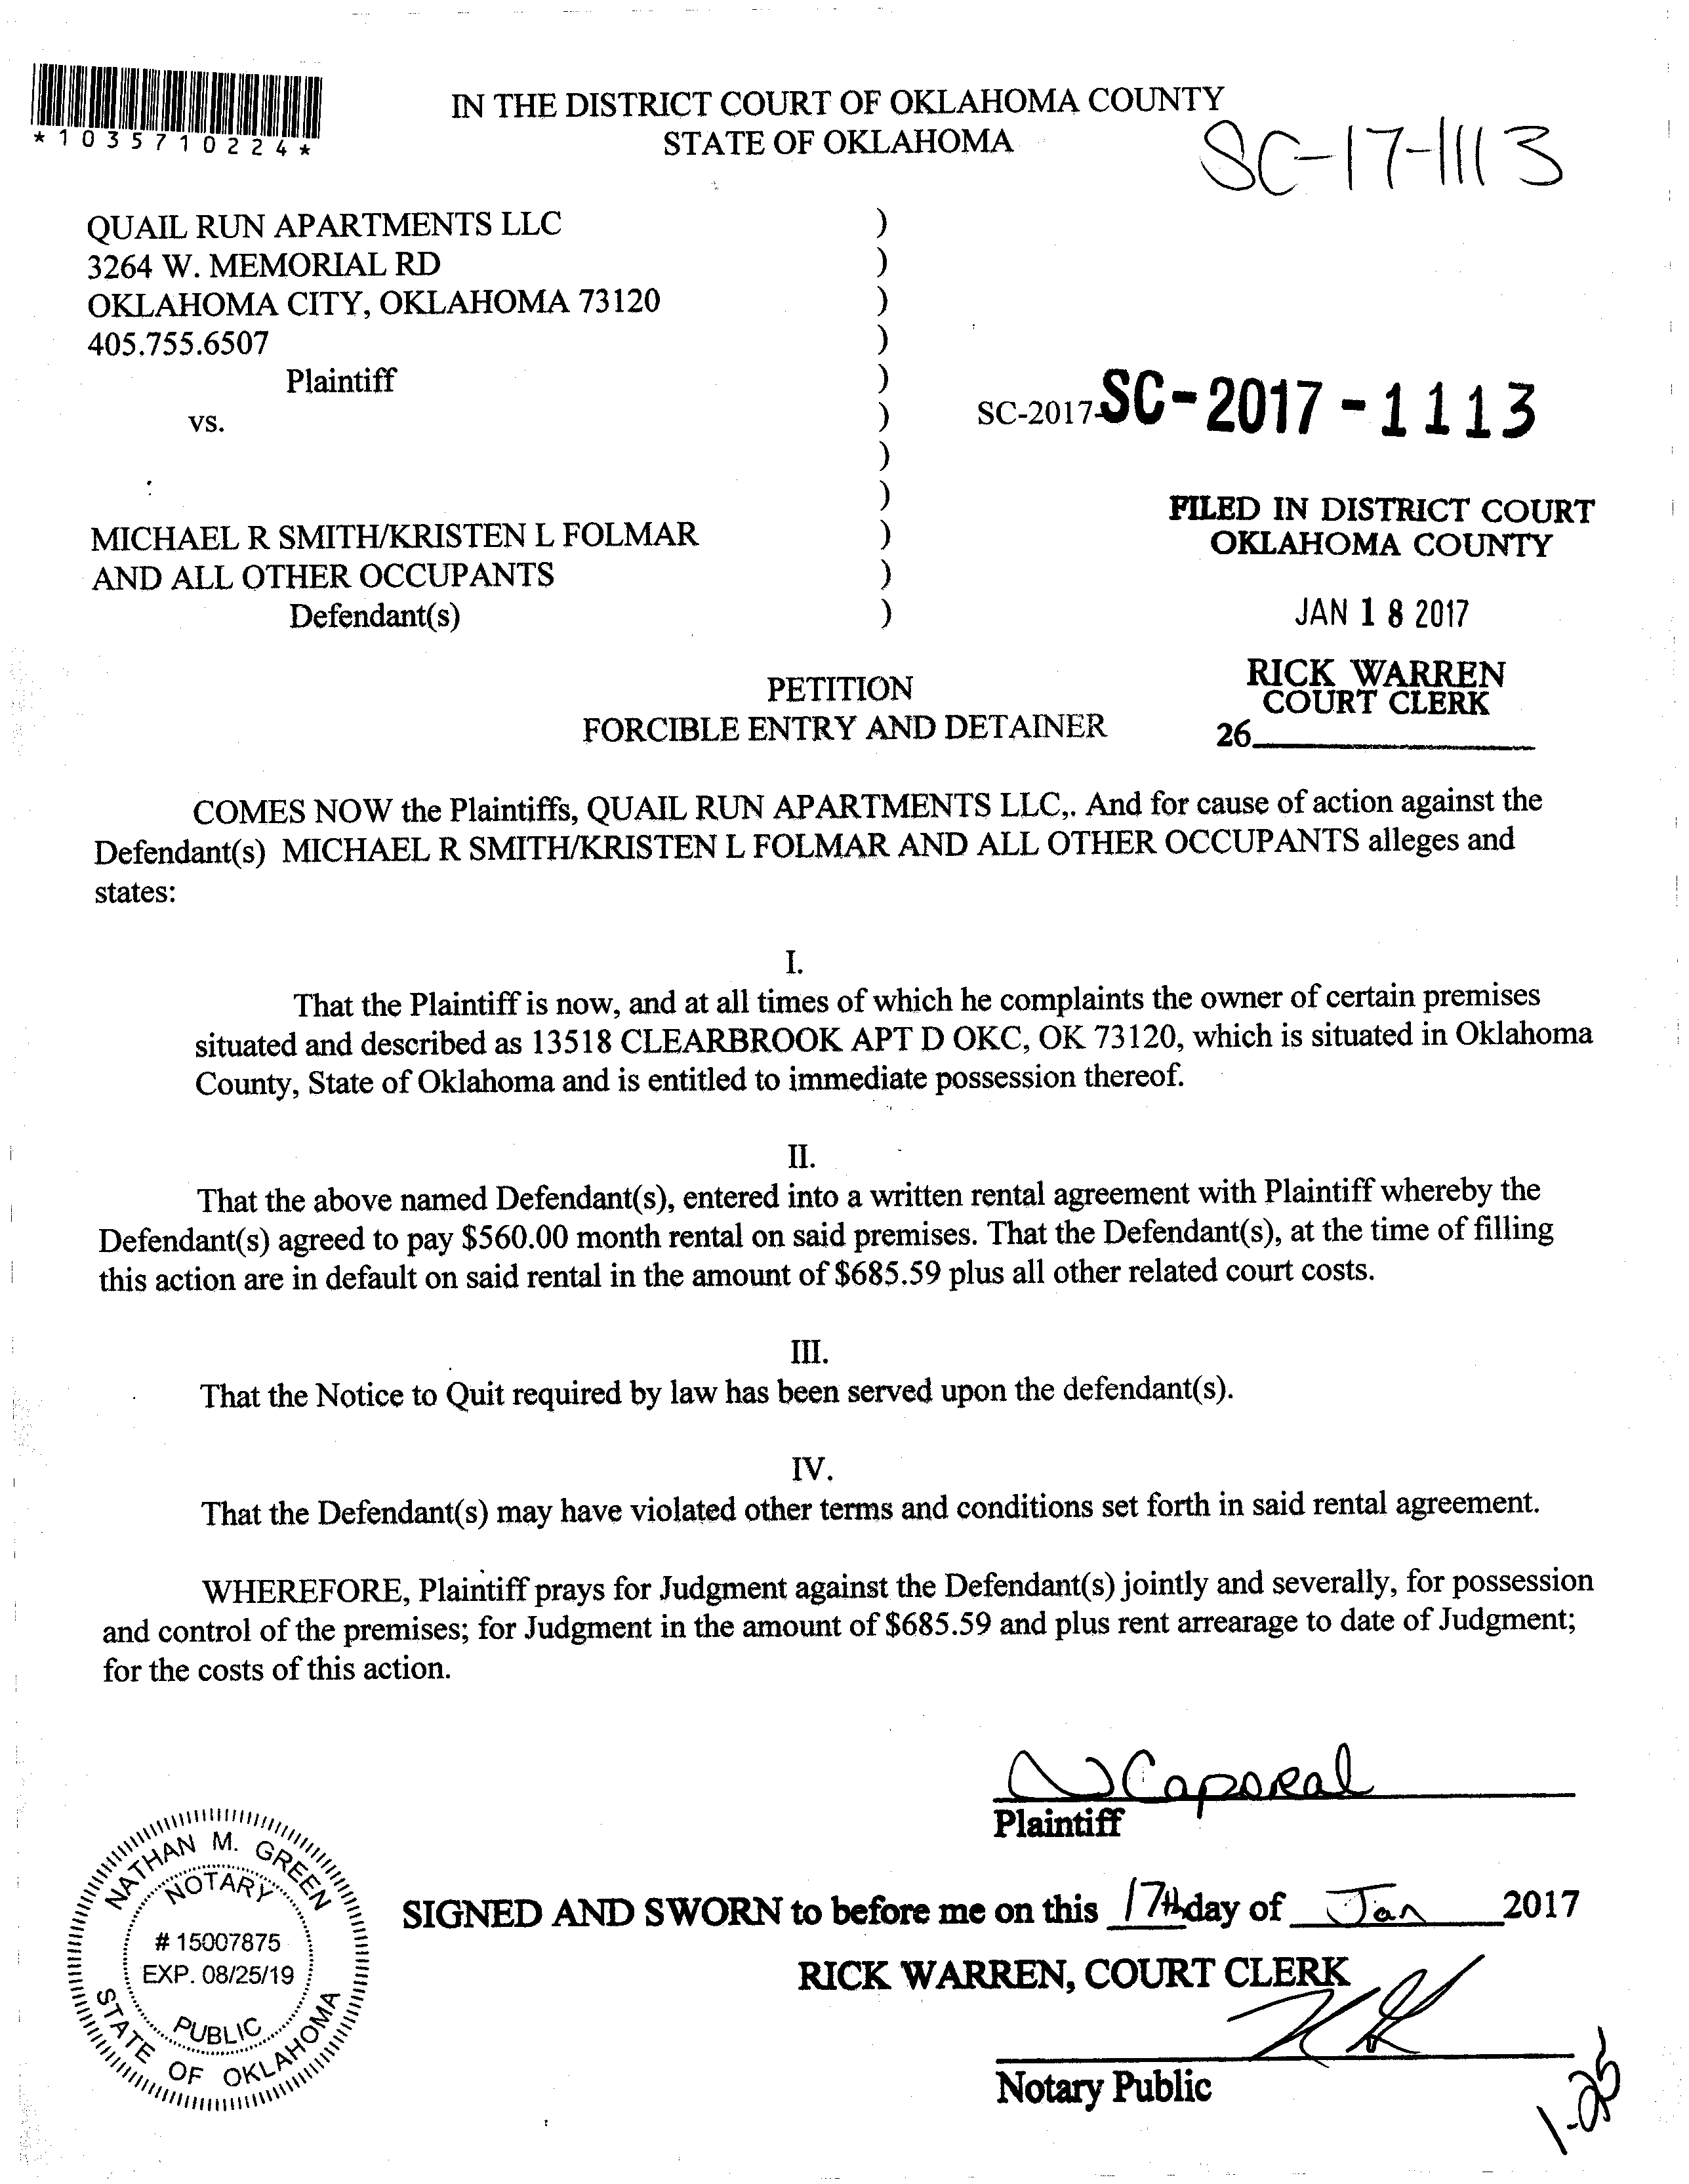 *1035710224*
IN THE DISTRICT COURT OF OKLAHOMA COUNTY
STATE OF OKLAHOMA
SC-17-1113
QUAIL RUN APARTMENTS LLC )
3264 W. MEMORIAL RD )
OKLAHOMA CITY, OKLAHOMA 73120 )
405.755.6507 )
Plaintiff )
vs. ) SC-2017-SC-2017-1113
)
)
FILED IN DISTRICT COURT
OKLAHOMA COUNTY
MICHAEL R SMITH/KRISTEN L FOLMAR )
AND ALL OTHER OCCUPANTS )
Defendant(s) )
JAN 18 2017
RICK WARREN
COURT CLERK
26
PETITION
FORCIBLE ENTRY AND DETAINER
COMES NOW the Plaintiffs, QUAIL RUN APARTMENTS LLC,. And for cause of action against the
Defendant(s) MICHAEL R SMITH/KRISTEN L FOLMAR AND ALL OTHER OCCUPANTS alleges and
states:
I.
That the Plaintiff is now, and at all times of which he complaints the owner of certain premises
situated and described as 13518 CLEARBROOK APT D OKC, OK 73120, which is situated in Oklahoma
County, State of Oklahoma and is entitled to immediate possession thereof.
II.
That the above named Defendant(s), entered into a written rental agreement with Plaintiff whereby the
Defendant(s) agreed to pay $560.00 month rental on said premises. That the Defendant(s), at the time of filling
this action are in default on said rental in the amount of $685.59 plus all other related court costs.
III.
That the Notice to Quit required by law has been served upon the defendant(s).
IV.
That the Defendant(s) may have violated other terms and conditions set forth in said rental agreement.
WHEREFORE, Plaintiff prays for Judgment against the Defendant(s) jointly and severally, for possession
and control of the premises; for Judgment in the amount of $685.59 and plus rent arrearage to date of Judgment;
for the costs of this action.
N Caporal
Plaintiff
NATHAN M. GREEN
NOTARY
# 15007875
EXP. 08/25/19
PUBLIC
STATE OF OKLAHOMA
SIGNED AND SWORN to before me on this 17th day of Jan 2017
RICK WARREN, COURT CLERK
Notary Public
1-25